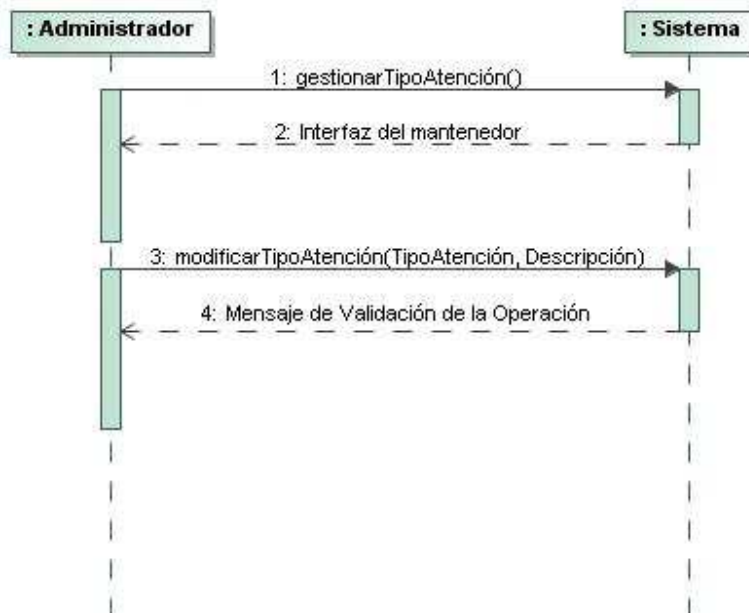 : Administrador
: Sistema
1: gestionarTipoAtención()
2: Interfaz del mantenedor
3: modificarTipoAtención(TipoAtención, Descripción)
4: Mensaje de Validación de la Operación